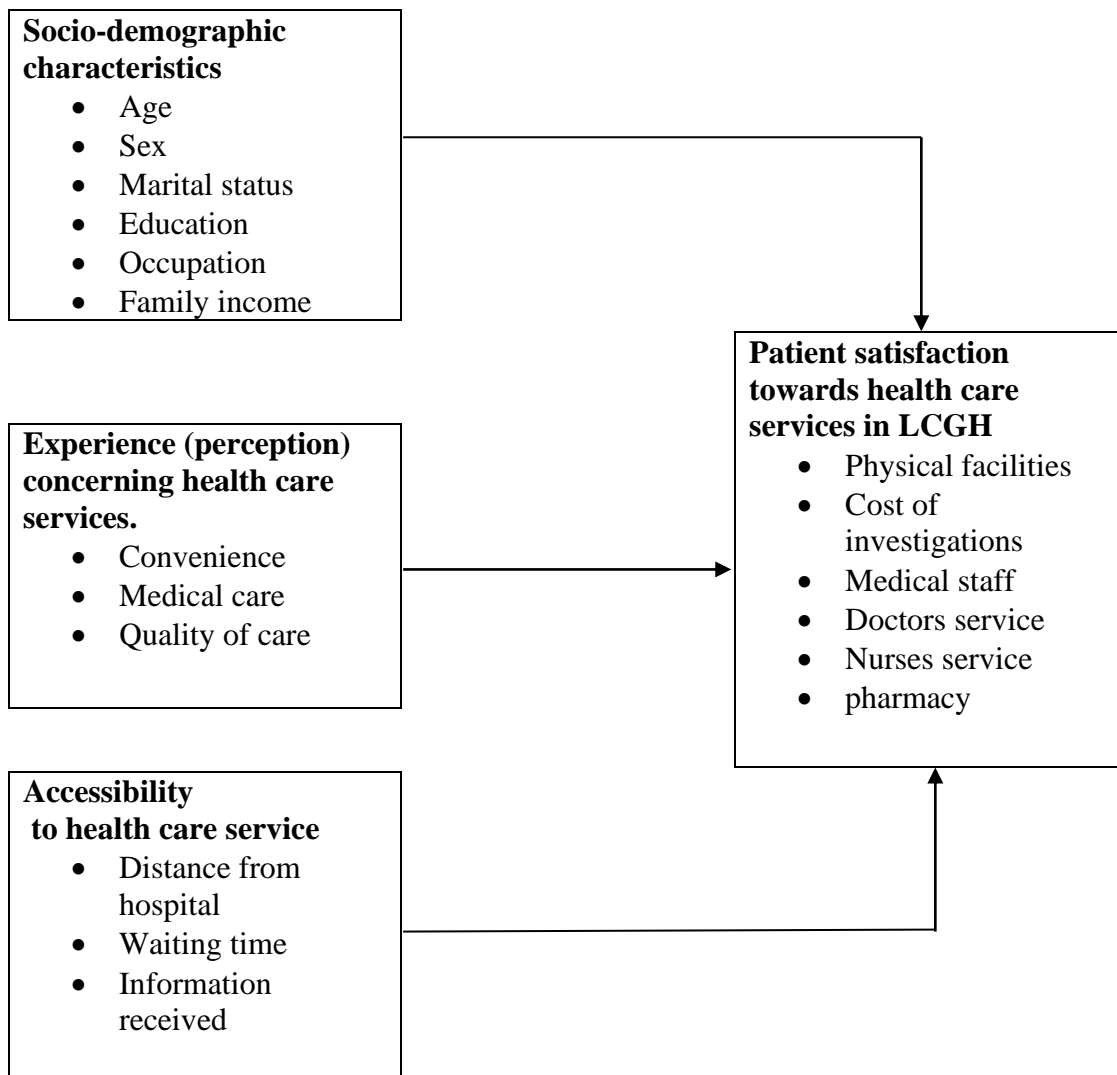 Socio-demographic
characteristics
• Age
• Sex
• Marital status
• Education
• Occupation
• Family income
Experience (perception)
concerning health care
services.
• Convenience
• Medical care
• Quality of care
Accessibility
to health care service
• Distance from
hospital
• Waiting time
• Information
received
Patient satisfaction
towards health care
services in LCGH
• Physical facilities
• Cost of
investigations
• Medical staff
• Doctors service
• Nurses service
• pharmacy